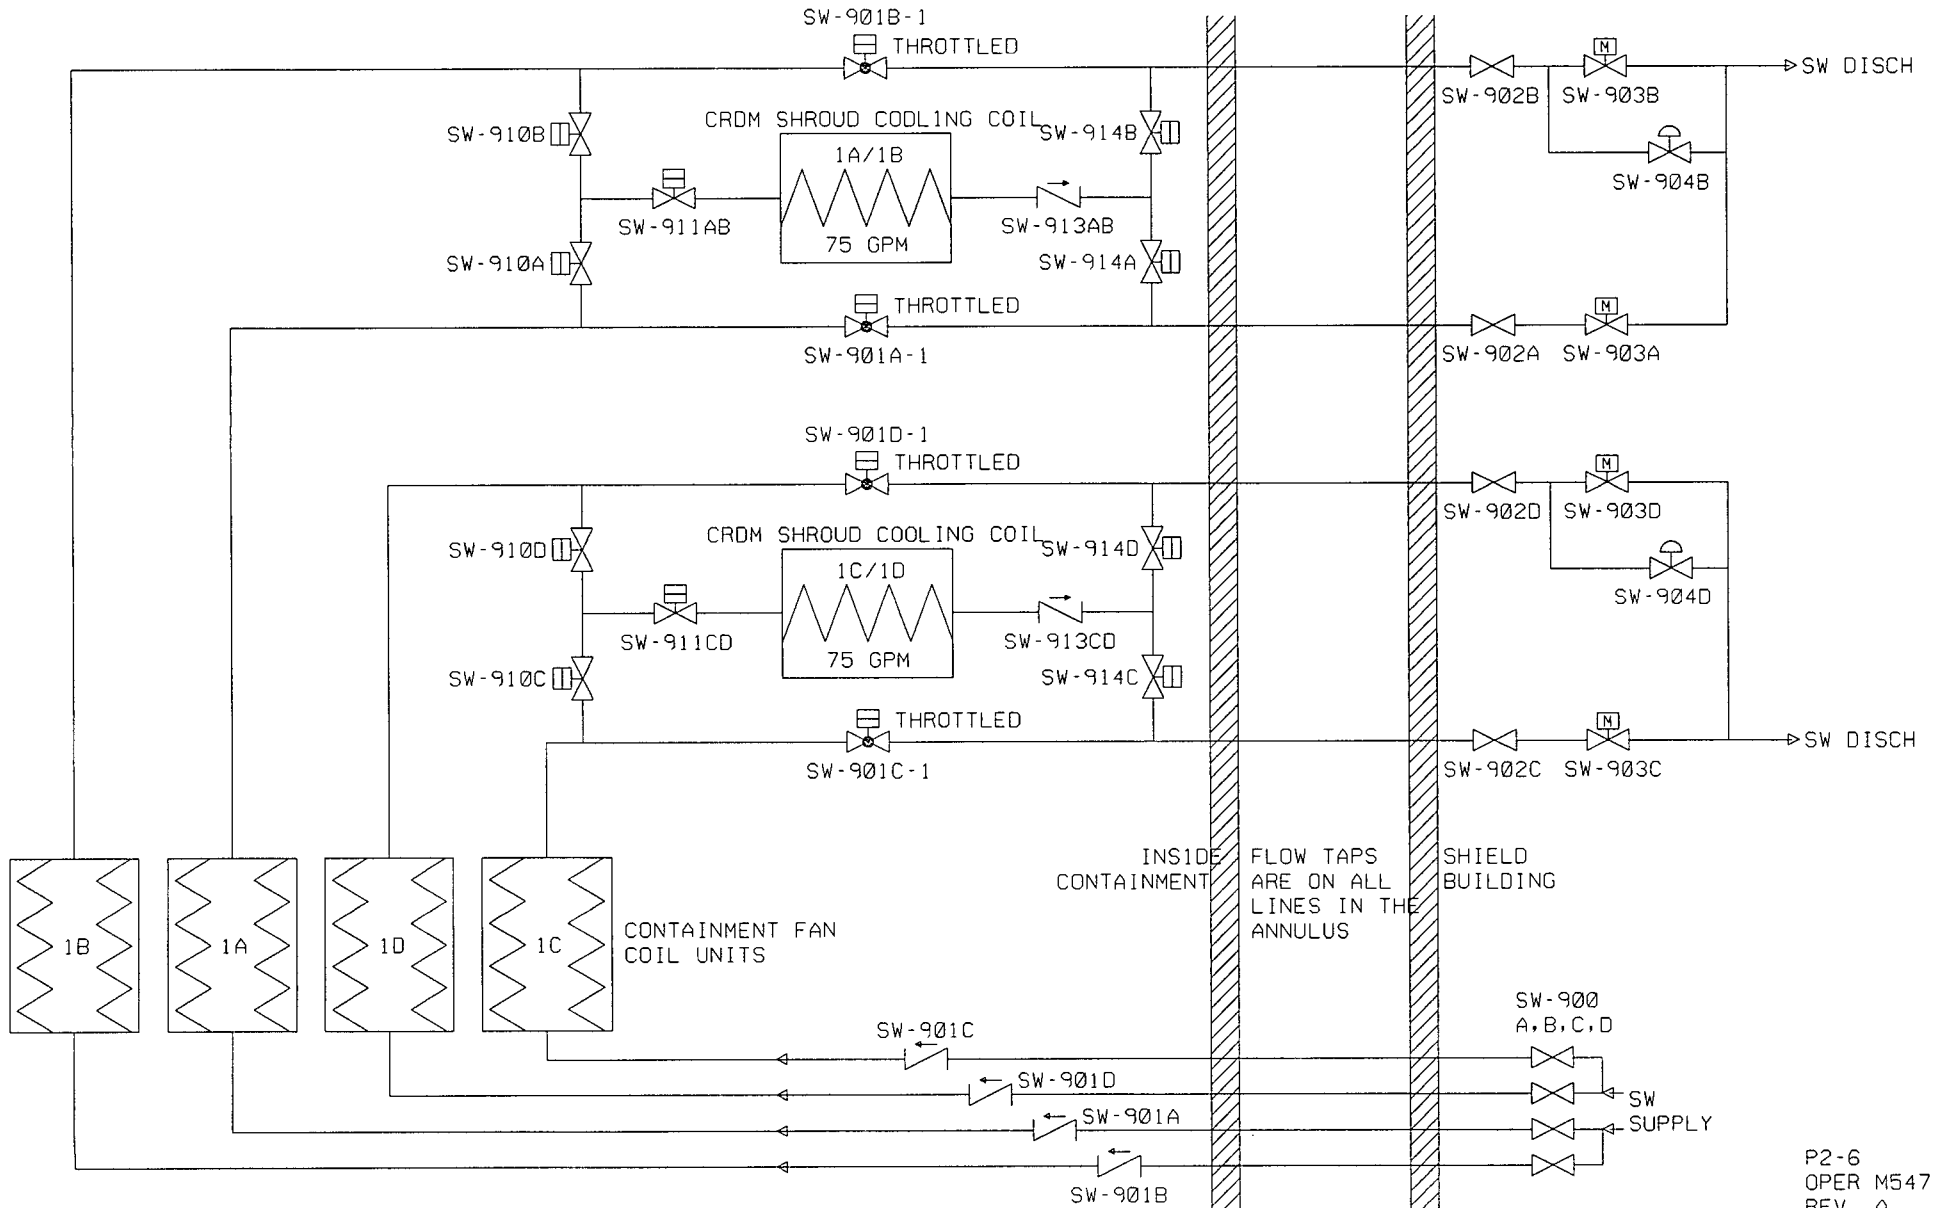 SW-901B-1
THROTTLED
SW DISCH
M
SW-902B
SW-903B
CRDM SHROUD CODL1NG COIL
SW-910B
SW-914B
1A/1B
SW-904B
SW-911AB
SW-913AB
75 GPM
SW-910A
SW-914A
THROTTLED
M
SW-901A-1
SW-902A
SW-903A
SW-901D-1
THROTTLED
M
SW-902D
SW-903D
CRDM SHROUD COOLING COIL
SW-910D
SW-914D
1C/1D
SW-904D
SW-911CD
SW-913CD
75 GPM
SW-910C
SW-914C
THROTTLED
M
SW DISCH
SW-901C-1
SW-902C
SW-903C
INS1DE
CONTAINMENT
FLOW TAPS
ARE ON ALL
LINES IN THE
ANNULUS
SHIELD
BUILDING
1B
1A
1D
1C
CONTAINMENT FAN
COIL UNITS
SW-900
A,B,C,D
SW-901C
SW-901D
SW-901A
SW-901B
SW
SUPPLY
P2-6
OPER M547
REV. A